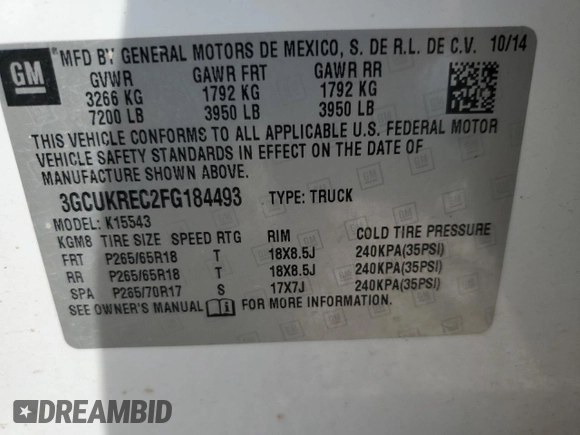 GM
MFD BY GENERAL MOTORS DE MEXICO, S. DE R.L. DE C.V. 10/14
GVWR GAWR FRT GAWR RR
3266 KG 1792 KG 1792 KG
7200 LB 3950 LB 3950 LB
THIS VEHICLE CONFORMS TO ALL APPLICABLE U.S. FEDERAL MOTOR
VEHICLE SAFETY STANDARDS IN EFFECT ON THE DATE OF
MANUFACTURE SHOWN ABOVE.
3GCUKREC2FG184493 TYPE: TRUCK
MODEL: K15543
KGM8 TIRE SIZE SPEED RTG RIM COLD TIRE PRESSURE
FRT P265/65R18 T 18X8.5J 240KPA(35PSI)
RR P265/65R18 T 18X8.5J 240KPA(35PSI)
SPA P265/70R17 S 17X7J 240KPA(35PSI)
SEE OWNER'S MANUAL FOR MORE INFORMATION.
DREAMBID